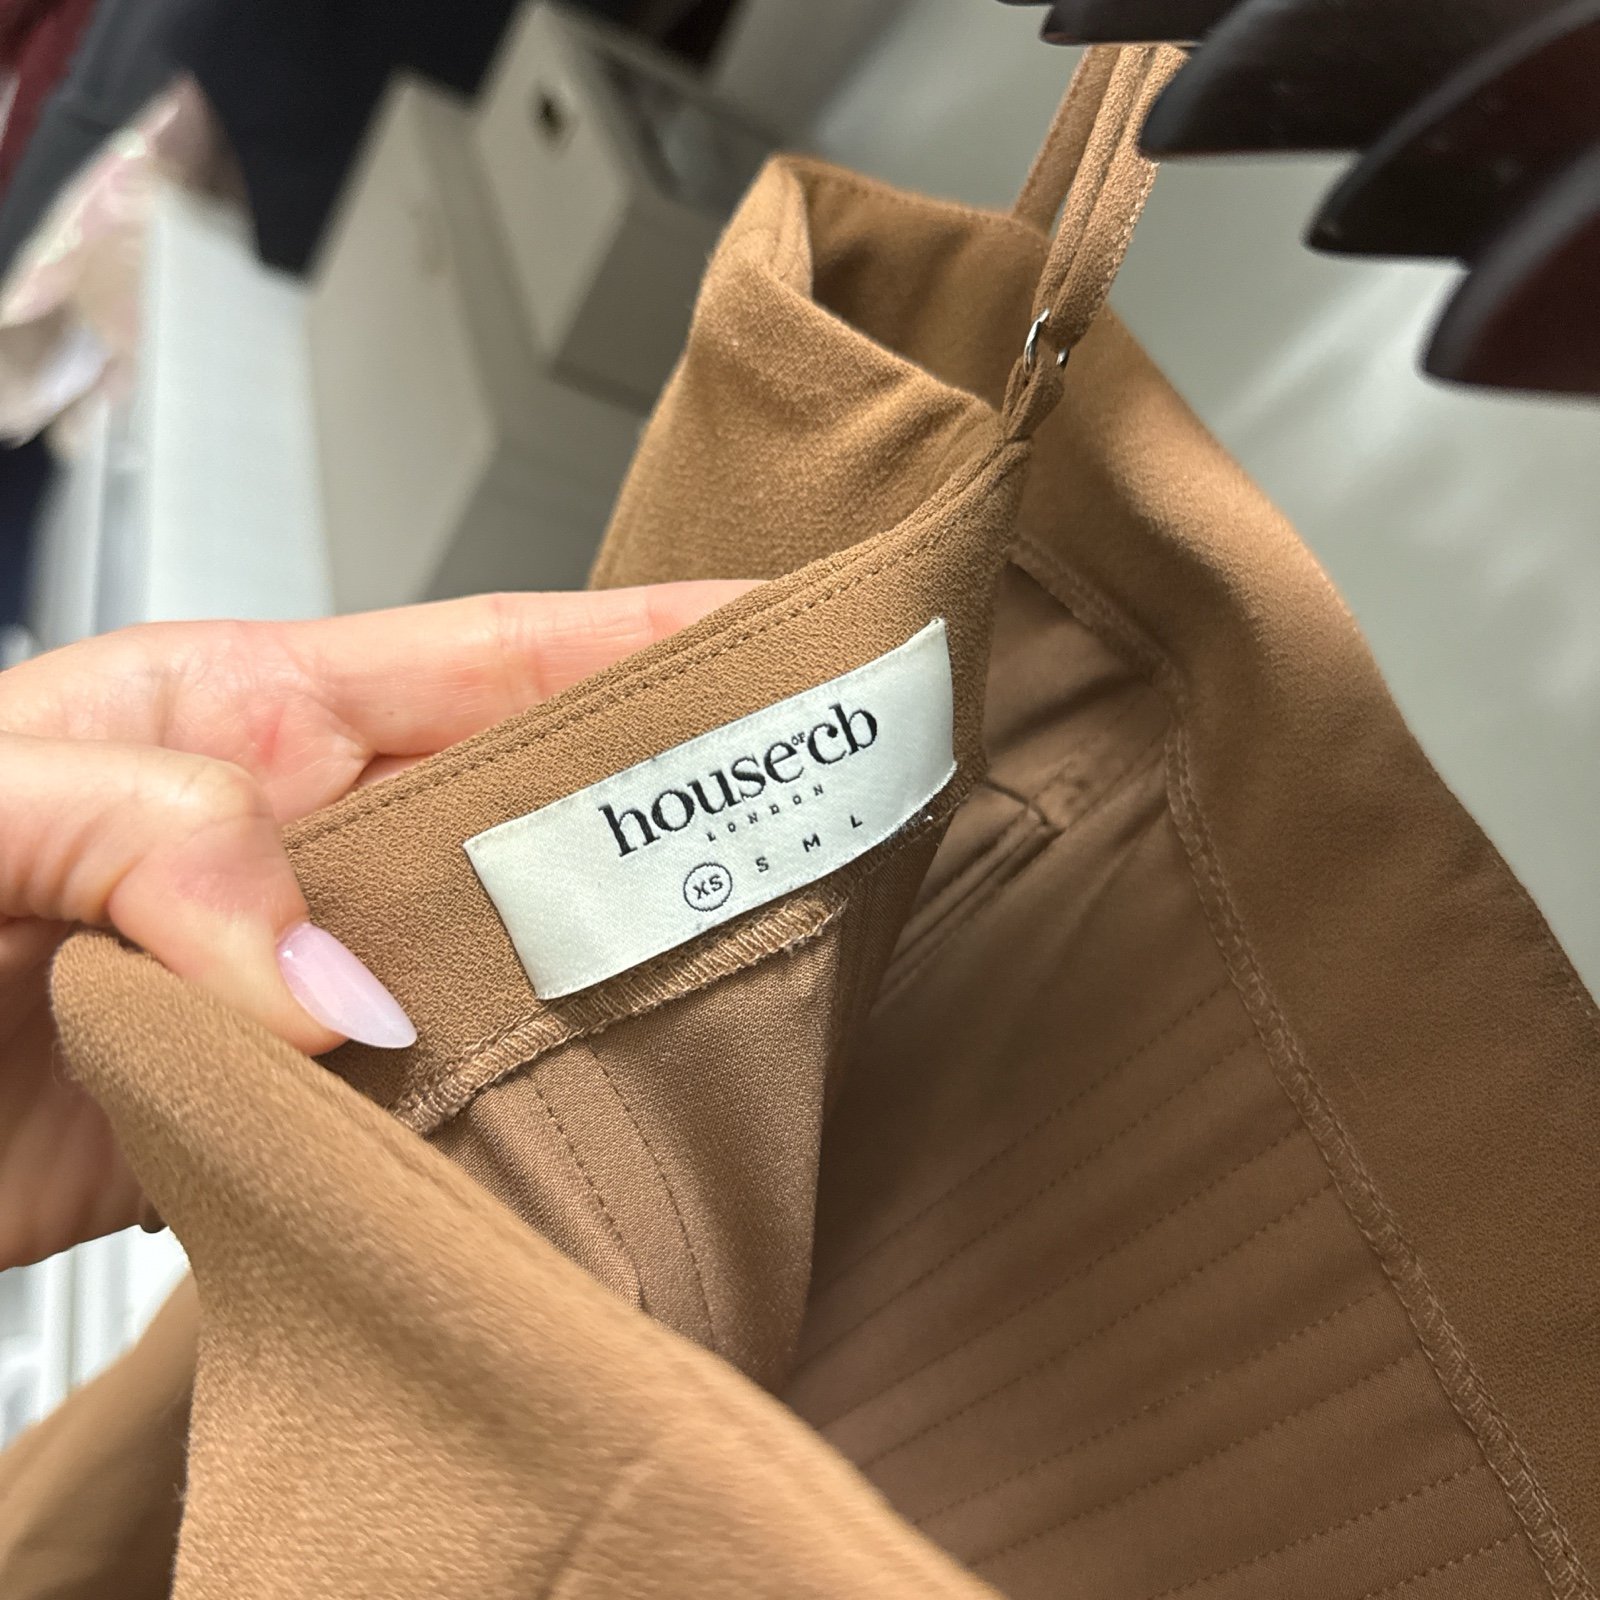 house OF cb
LONDON
XS S M L